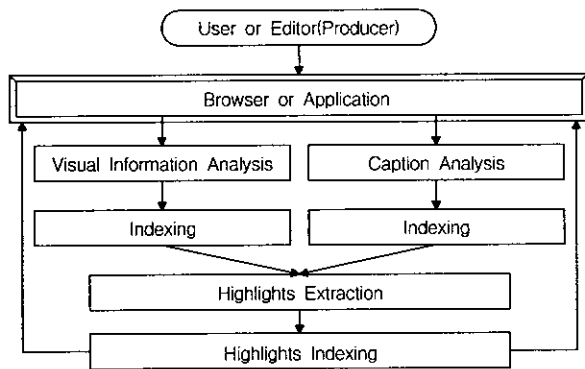 User or Editor(Producer)
Browser or Application
Visual Information Analysis
Caption Analysis
Indexing
Indexing
Highlights Extraction
Highlights Indexing